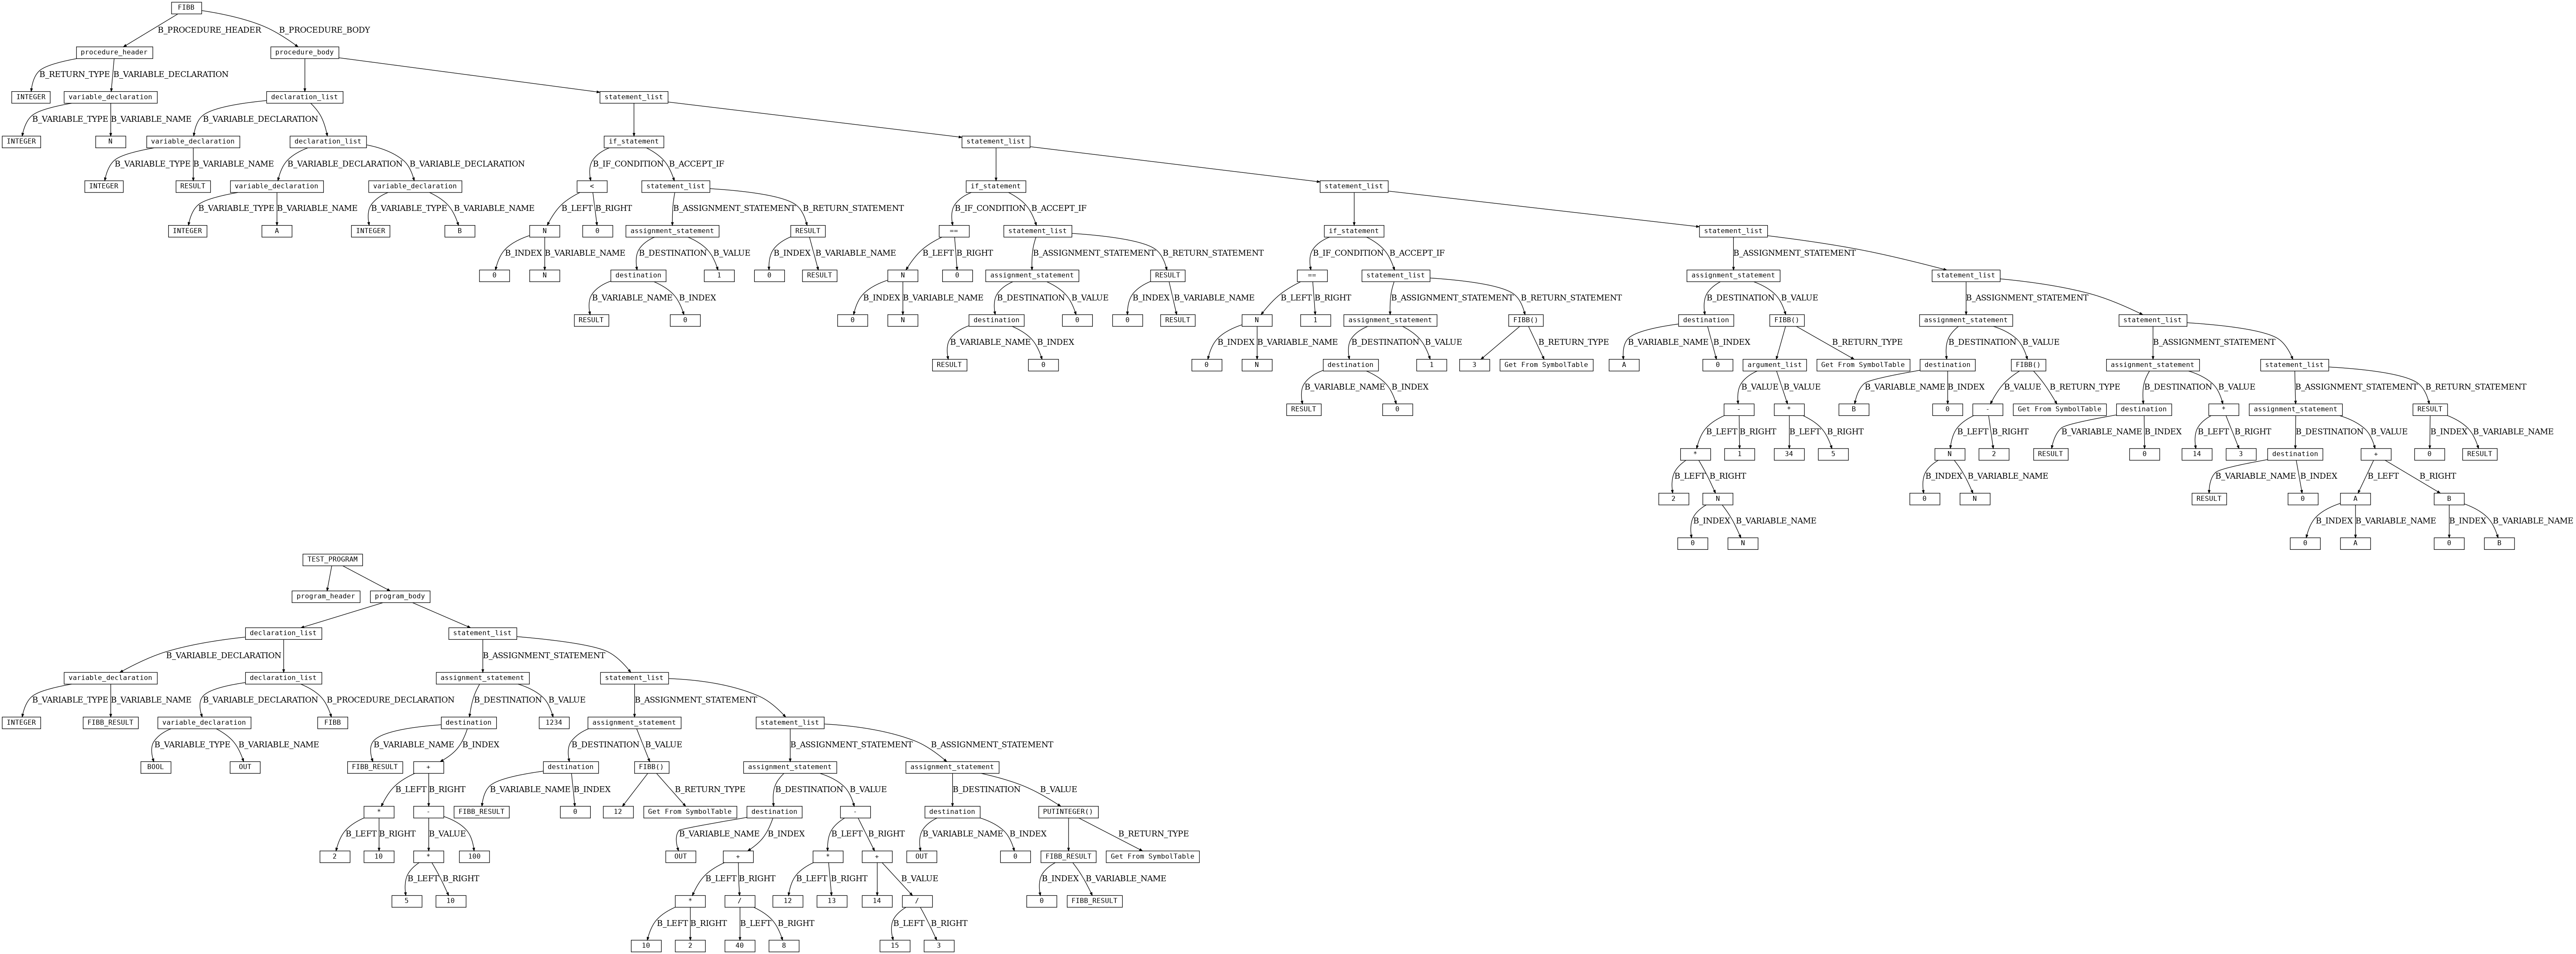 FIBB
B_PROCEDURE_HEADER B_PROCEDURE_BODY
procedure_header procedure_body
B_RETURN_TYPE B_VARIABLE_DECLARATION
INTEGER variable_declaration declaration_list statement_list
B_VARIABLE_TYPE B_VARIABLE_NAME B_VARIABLE_DECLARATION
INTEGER N variable_declaration declaration_list if_statement statement_list
B_VARIABLE_TYPE B_VARIABLE_NAME B_VARIABLE_DECLARATION B_VARIABLE_DECLARATION B_IF_CONDITION B_ACCEPT_IF
INTEGER RESULT variable_declaration variable_declaration < statement_list if_statement statement_list
B_VARIABLE_TYPE B_VARIABLE_NAME B_VARIABLE_TYPE B_VARIABLE_NAME B_LEFT B_RIGHT B_ASSIGNMENT_STATEMENT B_RETURN_STATEMENT B_IF_CONDITION B_ACCEPT_IF
INTEGER A INTEGER B N 0 assignment_statement RESULT == statement_list if_statement statement_list
B_INDEX B_VARIABLE_NAME B_DESTINATION B_VALUE B_INDEX B_VARIABLE_NAME B_LEFT B_RIGHT B_ASSIGNMENT_STATEMENT B_RETURN_STATEMENT B_IF_CONDITION B_ACCEPT_IF B_ASSIGNMENT_STATEMENT
0 N destination 1 0 RESULT N 0 assignment_statement RESULT == statement_list assignment_statement statement_list
B_VARIABLE_NAME B_INDEX B_INDEX B_VARIABLE_NAME B_DESTINATION B_VALUE B_INDEX B_VARIABLE_NAME B_LEFT B_RIGHT B_ASSIGNMENT_STATEMENT B_RETURN_STATEMENT B_DESTINATION B_VALUE B_ASSIGNMENT_STATEMENT
RESULT 0 0 N destination 0 0 RESULT N 1 assignment_statement FIBB() destination FIBB() assignment_statement statement_list
B_VARIABLE_NAME B_INDEX B_INDEX B_VARIABLE_NAME B_DESTINATION B_VALUE B_RETURN_TYPE B_VARIABLE_NAME B_INDEX B_RETURN_TYPE B_DESTINATION B_VALUE B_ASSIGNMENT_STATEMENT
RESULT 0 0 N destination 1 3 Get From SymbolTable A 0 argument_list Get From SymbolTable destination FIBB() assignment_statement statement_list
B_VARIABLE_NAME B_INDEX B_VALUE B_VALUE B_VARIABLE_NAME B_INDEX B_VALUE B_RETURN_TYPE B_DESTINATION B_VALUE B_ASSIGNMENT_STATEMENT B_RETURN_STATEMENT
RESULT 0 - * B 0 - Get From SymbolTable destination * assignment_statement RESULT
B_LEFT B_RIGHT B_LEFT B_RIGHT B_LEFT B_RIGHT B_VARIABLE_NAME B_INDEX B_LEFT B_RIGHT B_DESTINATION B_VALUE B_INDEX B_VARIABLE_NAME
* 1 34 5 N 2 RESULT 0 14 3 destination + 0 RESULT
B_LEFT B_RIGHT B_INDEX B_VARIABLE_NAME B_VARIABLE_NAME B_INDEX B_LEFT B_RIGHT
2 N 0 N RESULT 0 A B
B_INDEX B_VARIABLE_NAME B_INDEX B_VARIABLE_NAME B_INDEX B_VARIABLE_NAME
0 N 0 A 0 B
TEST_PROGRAM
program_header program_body
declaration_list statement_list
B_VARIABLE_DECLARATION B_ASSIGNMENT_STATEMENT
variable_declaration declaration_list assignment_statement statement_list
B_VARIABLE_TYPE B_VARIABLE_NAME B_VARIABLE_DECLARATION B_PROCEDURE_DECLARATION B_DESTINATION B_VALUE B_ASSIGNMENT_STATEMENT
INTEGER FIBB_RESULT variable_declaration FIBB destination 1234 assignment_statement statement_list
B_VARIABLE_TYPE B_VARIABLE_NAME B_VARIABLE_NAME B_INDEX B_DESTINATION B_VALUE B_ASSIGNMENT_STATEMENT B_ASSIGNMENT_STATEMENT
BOOL OUT FIBB_RESULT + destination FIBB() assignment_statement assignment_statement
B_LEFT B_RIGHT B_VARIABLE_NAME B_INDEX B_RETURN_TYPE B_DESTINATION B_VALUE B_DESTINATION B_VALUE
* - FIBB_RESULT 0 12 Get From SymbolTable destination - destination PUTINTEGER()
B_LEFT B_RIGHT B_VALUE B_VARIABLE_NAME B_INDEX B_LEFT B_RIGHT B_VARIABLE_NAME B_INDEX B_RETURN_TYPE
2 10 * 100 OUT + * + OUT 0 FIBB_RESULT Get From SymbolTable
B_LEFT B_RIGHT B_LEFT B_RIGHT B_LEFT B_RIGHT B_VALUE B_INDEX B_VARIABLE_NAME
5 10 * / 12 13 14 / 0 FIBB_RESULT
B_LEFT B_RIGHT B_LEFT B_RIGHT B_LEFT B_RIGHT
10 2 40 8 15 3